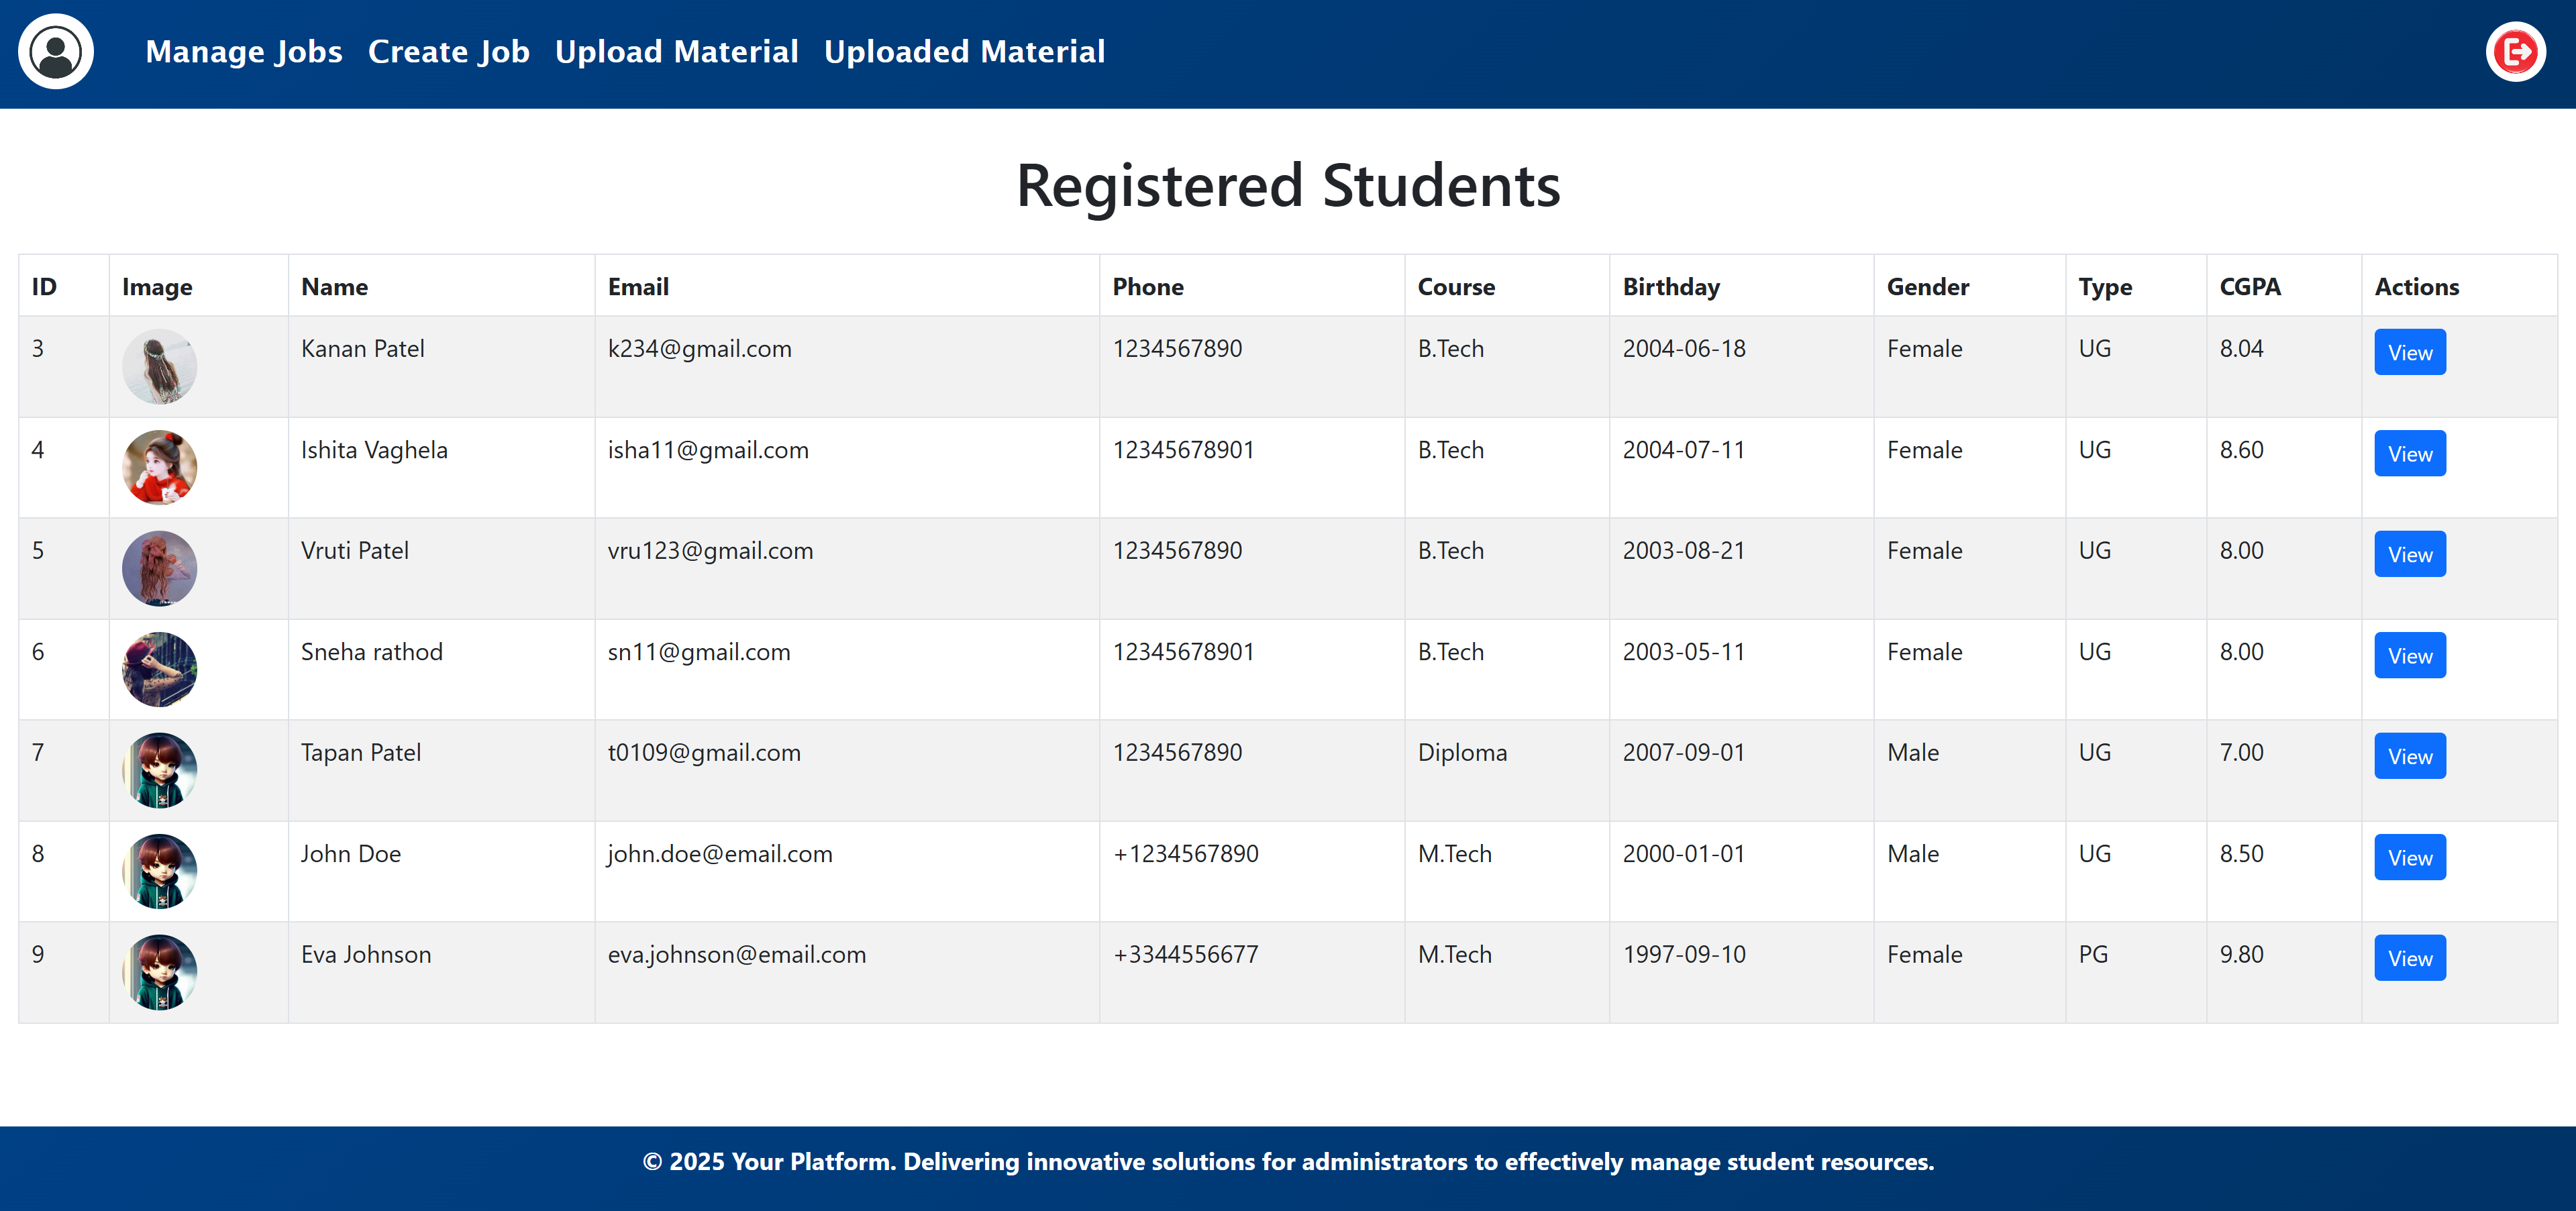 Manage Jobs Create Job Upload Material Uploaded Material
Registered Students
ID Image Name Email Phone Course Birthday Gender Type CGPA Actions
3 Kanan Patel k234@gmail.com 1234567890 B.Tech 2004-06-18 Female UG 8.04 View
4 Ishita Vaghela isha11@gmail.com 12345678901 B.Tech 2004-07-11 Female UG 8.60 View
5 Vruti Patel vru123@gmail.com 1234567890 B.Tech 2003-08-21 Female UG 8.00 View
6 Sneha rathod sn11@gmail.com 12345678901 B.Tech 2003-05-11 Female UG 8.00 View
7 Tapan Patel t0109@gmail.com 1234567890 Diploma 2007-09-01 Male UG 7.00 View
8 John Doe john.doe@email.com +1234567890 M.Tech 2000-01-01 Male UG 8.50 View
9 Eva Johnson eva.johnson@email.com +3344556677 M.Tech 1997-09-10 Female PG 9.80 View
© 2025 Your Platform. Delivering innovative solutions for administrators to effectively manage student resources.